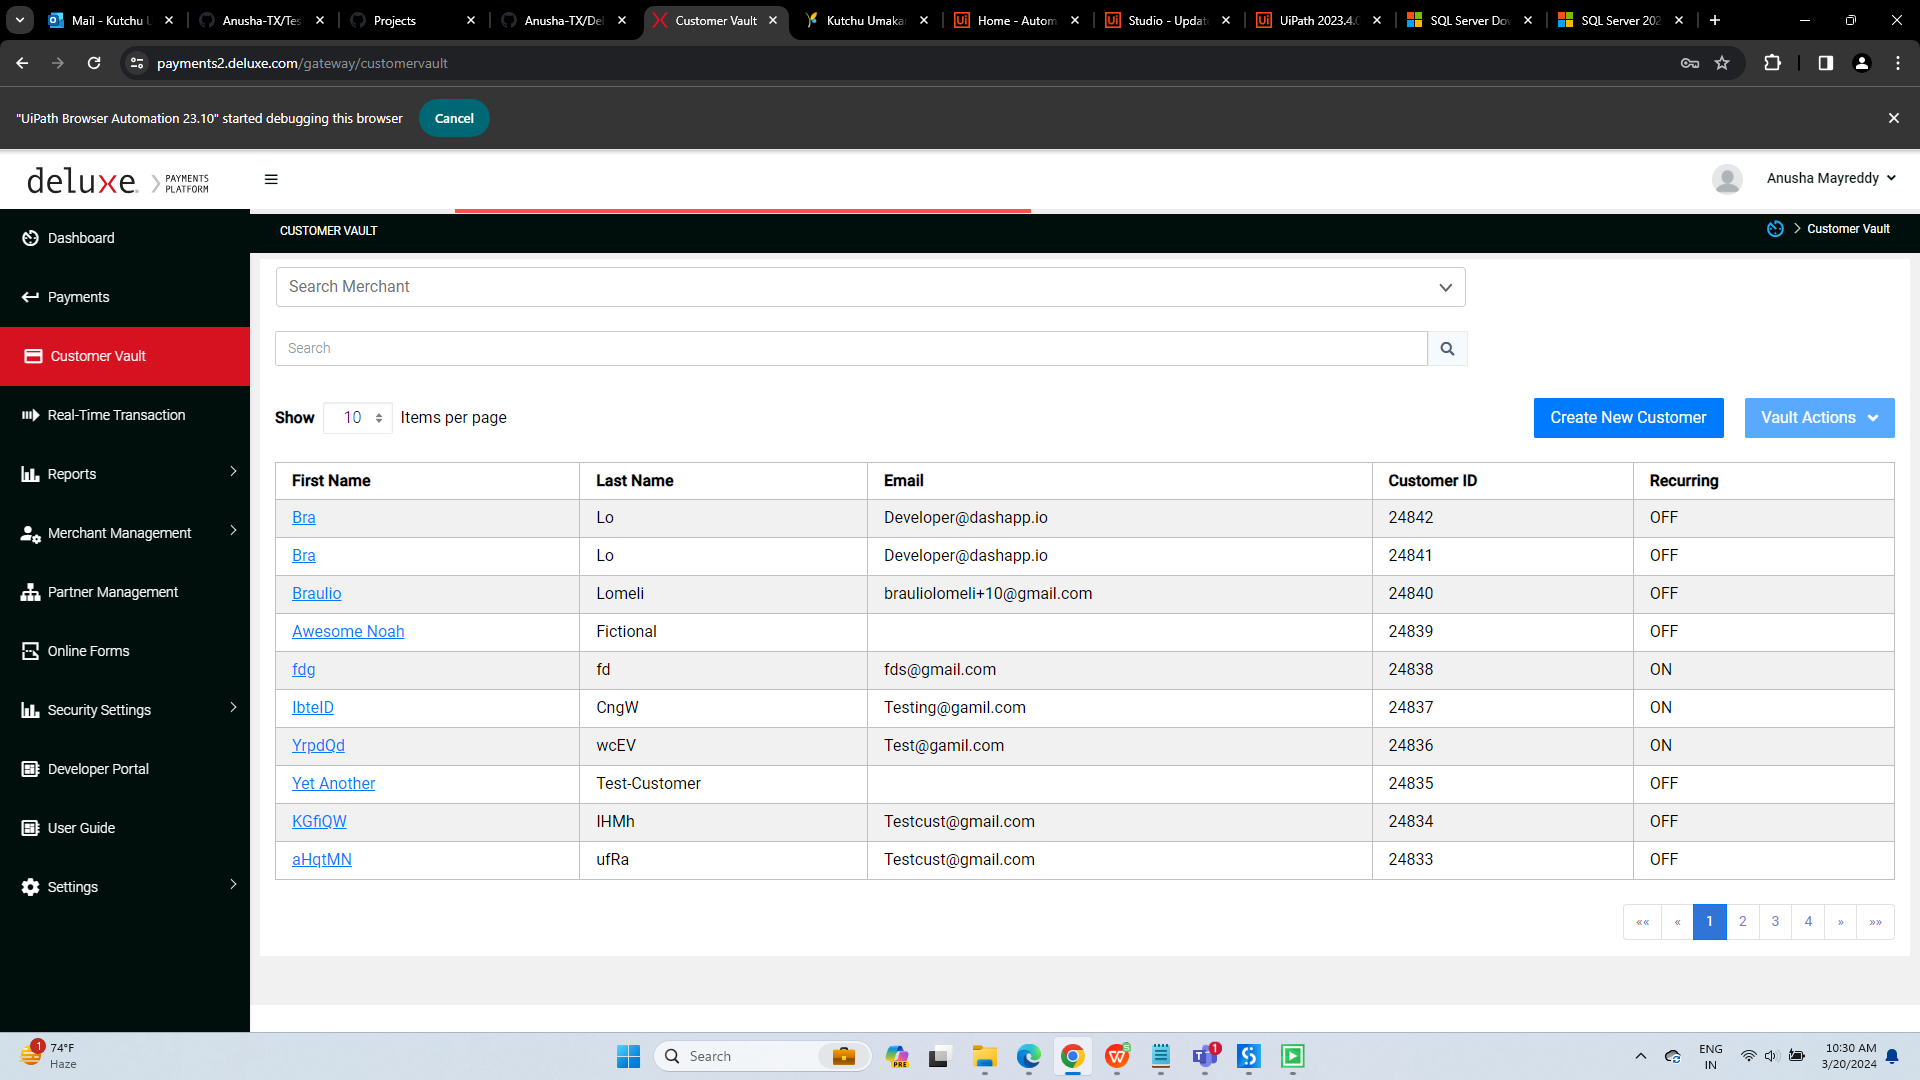 Mail - Kutchu U
Anusha-TX/Tes
Projects
Anusha-TX/Del
Customer Vault
Kutchu Umakan
Home - Autom
Studio - Update
UiPath 2023.4.0
SQL Server Dow
SQL Server 202
payments2.deluxe.com/gateway/customervault
"UiPath Browser Automation 23.10" started debugging this browser
Cancel
deluxe. PAYMENTS PLATFORM
Anusha Mayreddy
Dashboard
Payments
Customer Vault
Real-Time Transaction
Reports
Merchant Management
Partner Management
Online Forms
Security Settings
Developer Portal
User Guide
Settings
CUSTOMER VAULT
> Customer Vault
Search Merchant
Search
Show 10 Items per page
Create New Customer
Vault Actions
First Name Last Name Email Customer ID Recurring
Bra Lo Developer@dashapp.io 24842 OFF
Bra Lo Developer@dashapp.io 24841 OFF
Braulio Lomeli brauliolomeli+10@gmail.com 24840 OFF
Awesome Noah Fictional 24839 OFF
fdg fd fds@gmail.com 24838 ON
IbteID CngW Testing@gamil.com 24837 ON
YrpdQd wcEV Test@gamil.com 24836 ON
Yet Another Test-Customer 24835 OFF
KGfiQW IHMh Testcust@gmail.com 24834 OFF
aHqtMN ufRa Testcust@gmail.com 24833 OFF
«« « 1 2 3 4 » »»
1
74°F
Haze
Search
PRE
1
ENG
IN
10:30 AM
3/20/2024